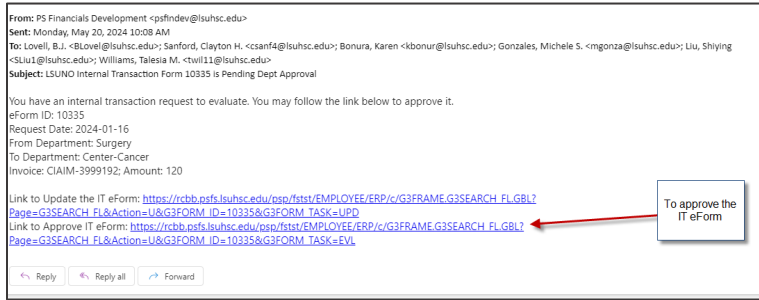 From: PS Financials Development <psfindev@lsuhsc.edu>
Sent: Monday, May 20, 2024 10:08 AM
To: Lovell, B.J. <BLovel@lsuhsc.edu>; Sanford, Clayton H. <csanf4@lsuhsc.edu>; Bonura, Karen <kbonur@lsuhsc.edu>; Gonzales, Michele S. <mgonza@lsuhsc.edu>; Liu, Shiying
<SLiu1@lsuhsc.edu>; Williams, Talesia M. <twil11@lsuhsc.edu>
Subject: LSUNO Internal Transaction Form 10335 is Pending Dept Approval
You have an internal transaction request to evaluate. You may follow the link below to approve it.
eForm ID: 10335
Request Date: 2024-01-16
From Department: Surgery
To Department: Center-Cancer
Invoice: CIAIM-3999192; Amount: 120
Link to Update the IT eForm: https://rcbb.psfs.lsuhsc.edu/psp/fstst/EMPLOYEE/ERP/c/G3FRAME.G3SEARCH_FL.GBL?
Page=G3SEARCH_FL&Action=U&G3FORM_ID=10335&G3FORM_TASK=UPD
Link to Approve IT eForm: https://rcbb.psfs.lsuhsc.edu/psp/fstst/EMPLOYEE/ERP/c/G3FRAME.G3SEARCH_FL.GBL?
Page=G3SEARCH_FL&Action=U&G3FORM_ID=10335&G3FORM_TASK=EVL
To approve the
IT eForm
Reply
Reply all
Forward